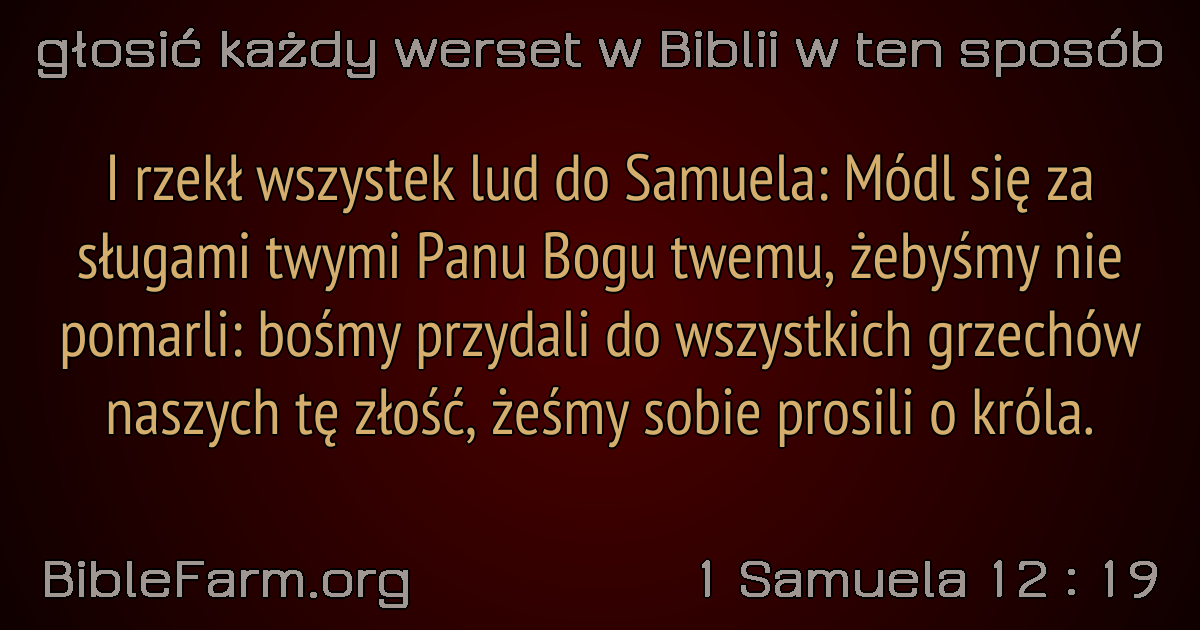 głosić każdy werset w Biblii w ten sposób
I rzekł wszystek lud do Samuela: Módl się za
sługami twymi Panu Bogu twemu, żebyśmy nie
pomarli: bośmy przydali do wszystkich grzechów
naszych tę złość, żeśmy sobie prosili o króla.
BibleFarm.org
1 Samuela 12 : 19